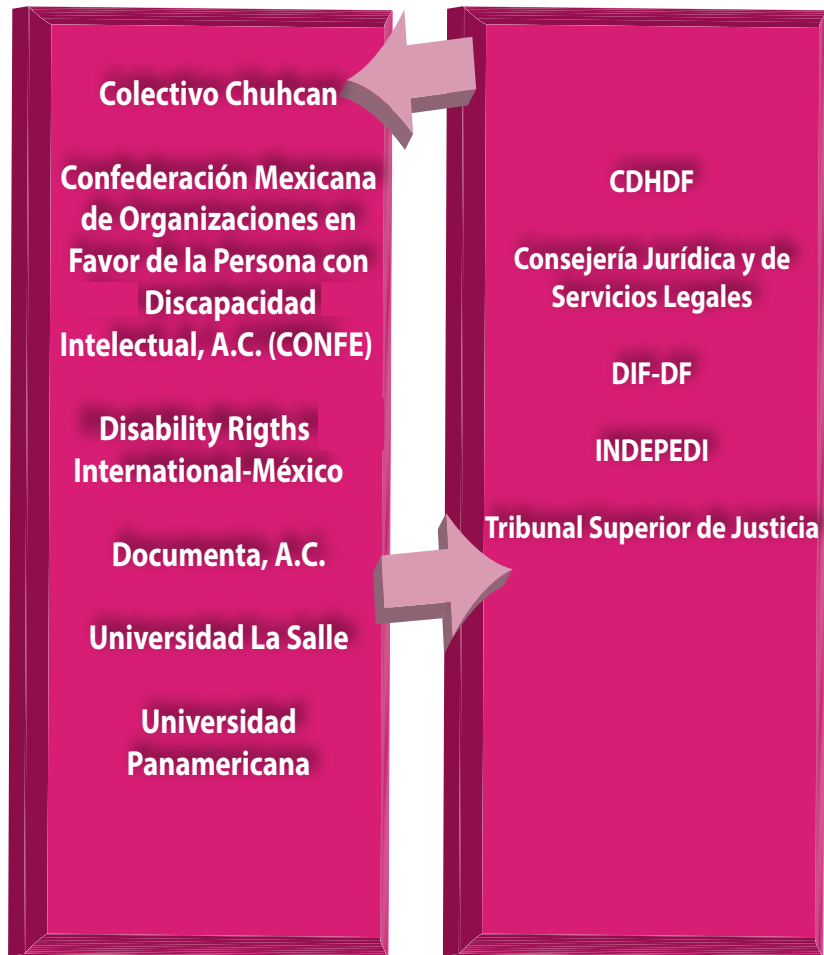 Colectivo Chuhcan
Confederación Mexicana
de Organizaciones en
Favor de la Persona con
Discapacidad
Intelectual, A.C. (CONFE)
Disability Rigths
International-México
Documenta, A.C.
Universidad La Salle
Universidad
Panamericana
CDHDF
Consejería Jurídica y de
Servicios Legales
DIF-DF
INDEPEDI
Tribunal Superior de Justicia